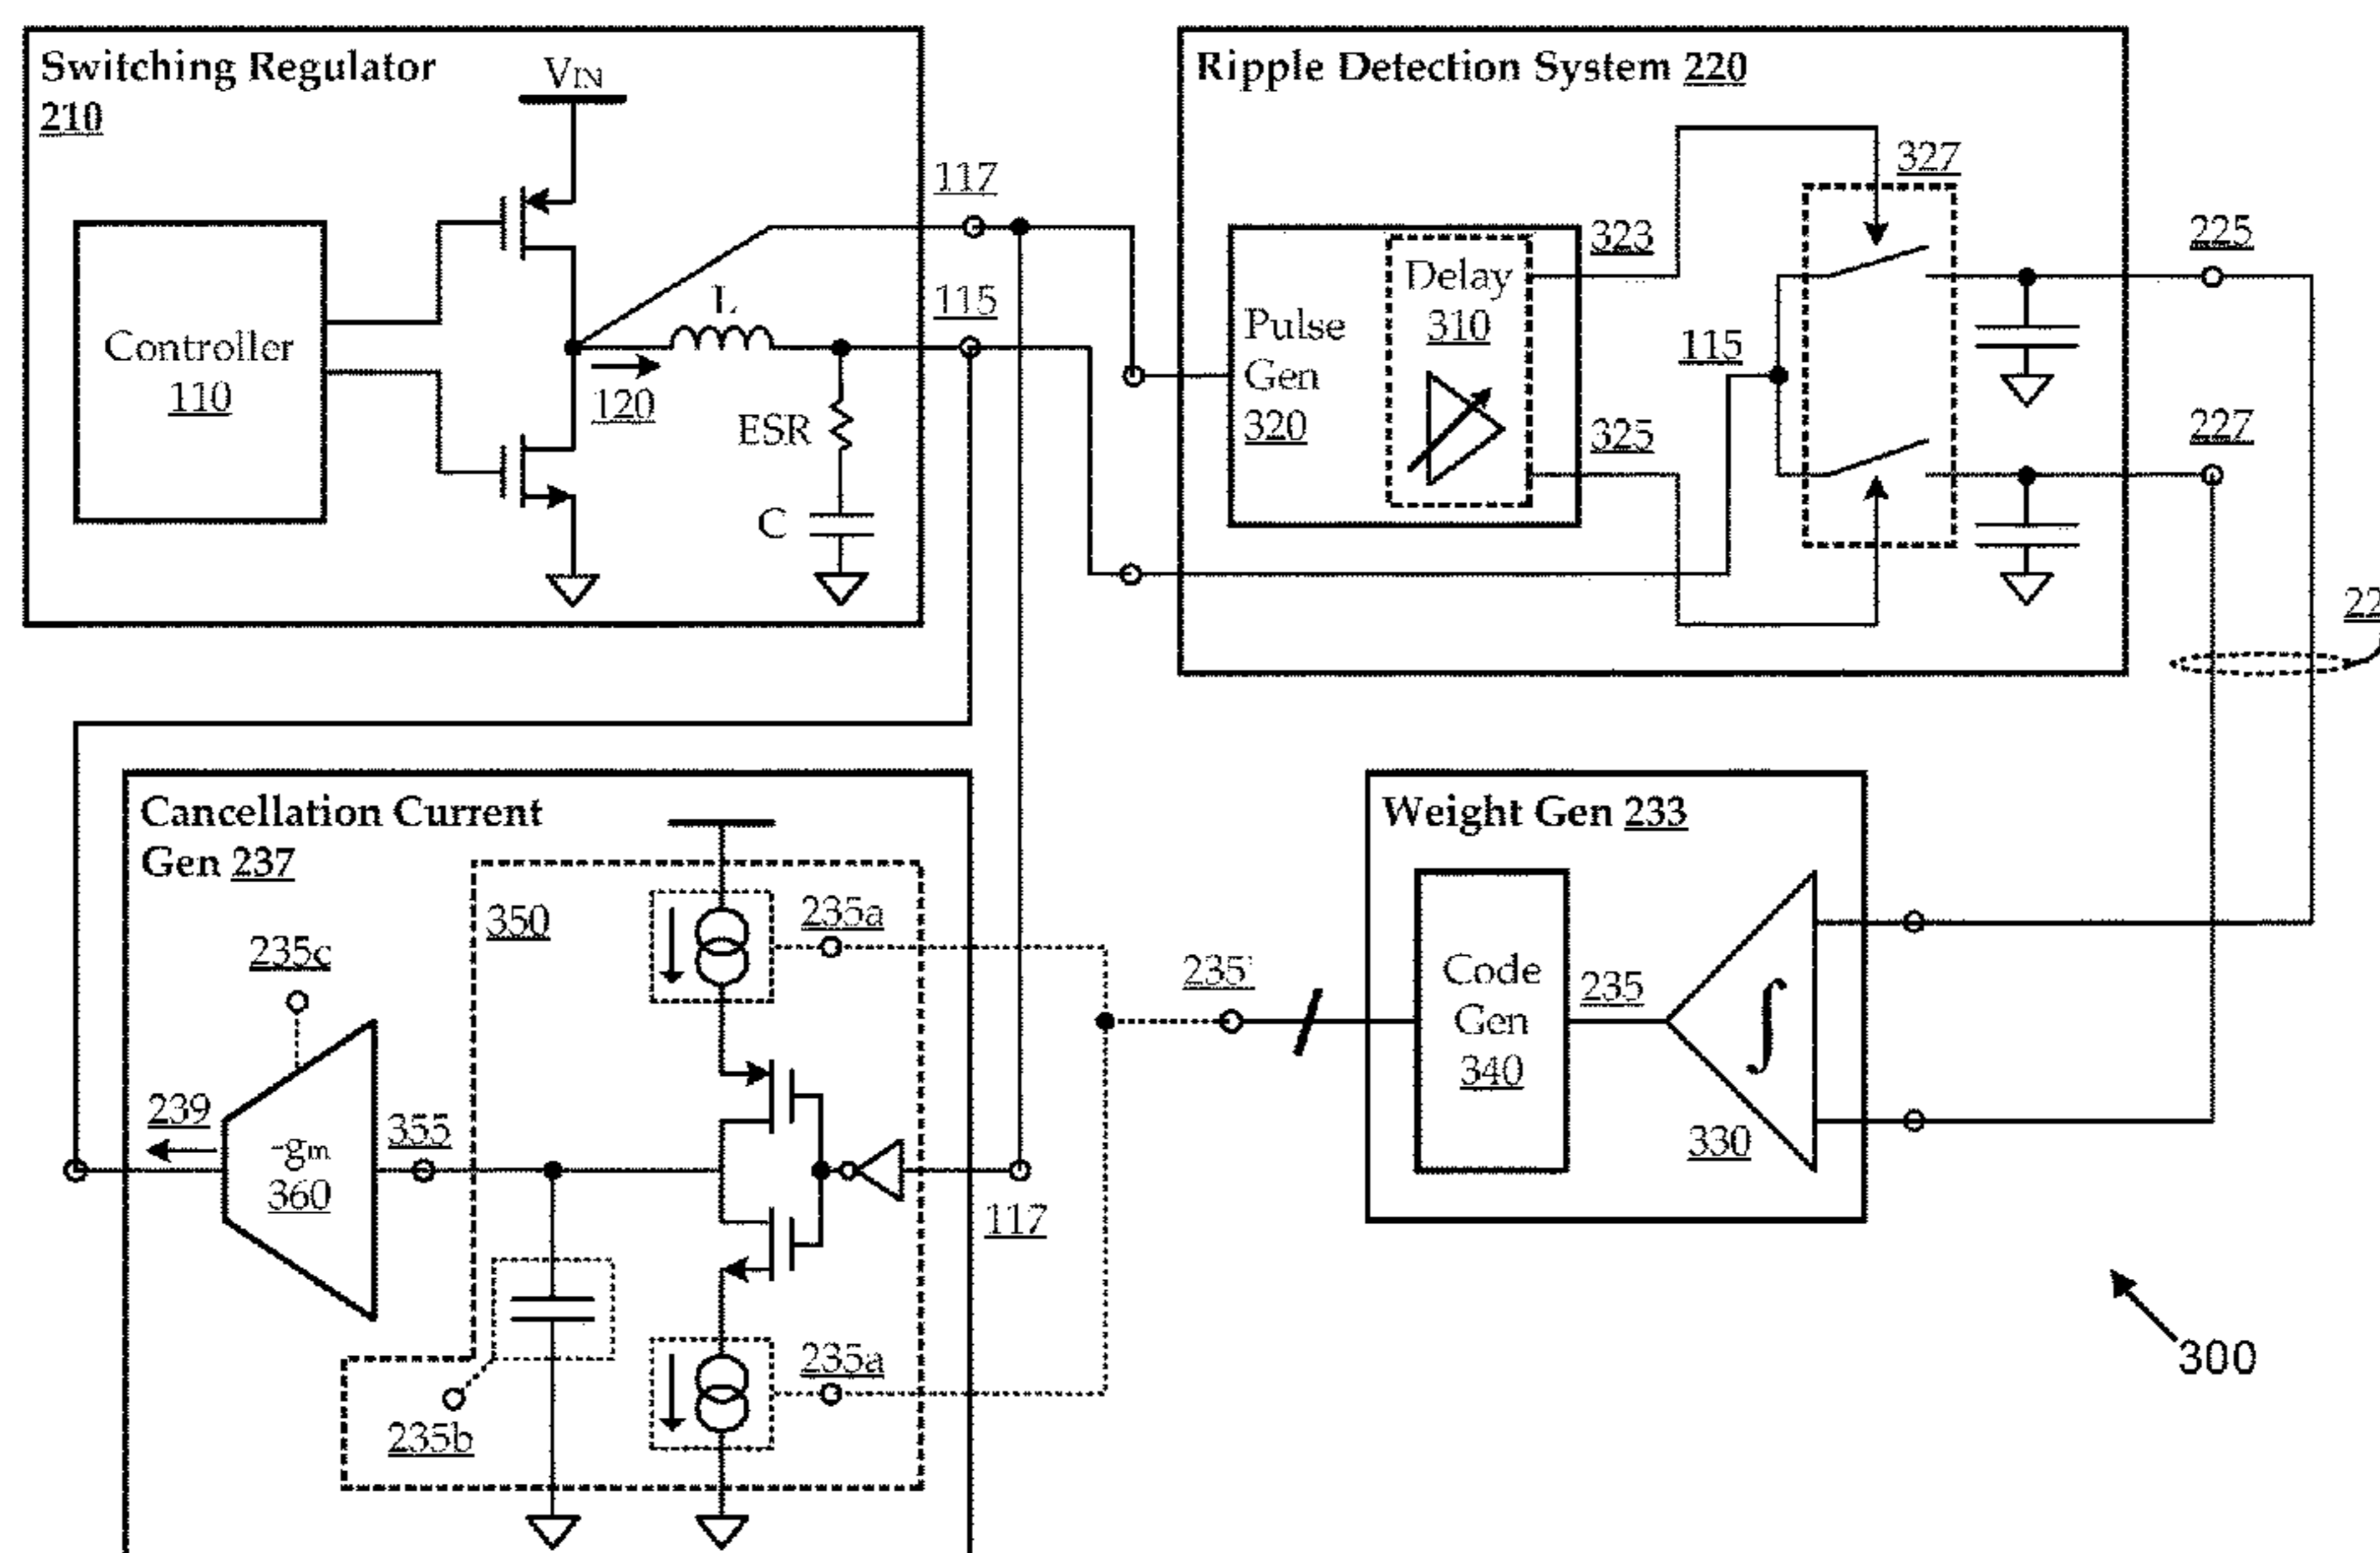 Switching Regulator
210
VIN
Controller
110
L
120
ESR
C
117
115
Ripple Detection System 220
Pulse
Gen
320
Delay
310
323
325
115
327
225
227
22
Cancellation Current
Gen 237
350
235a
235c
239
-gm
360
355
235b
235a
117
Weight Gen 233
235'
Code
Gen
340
235
∫
330
300